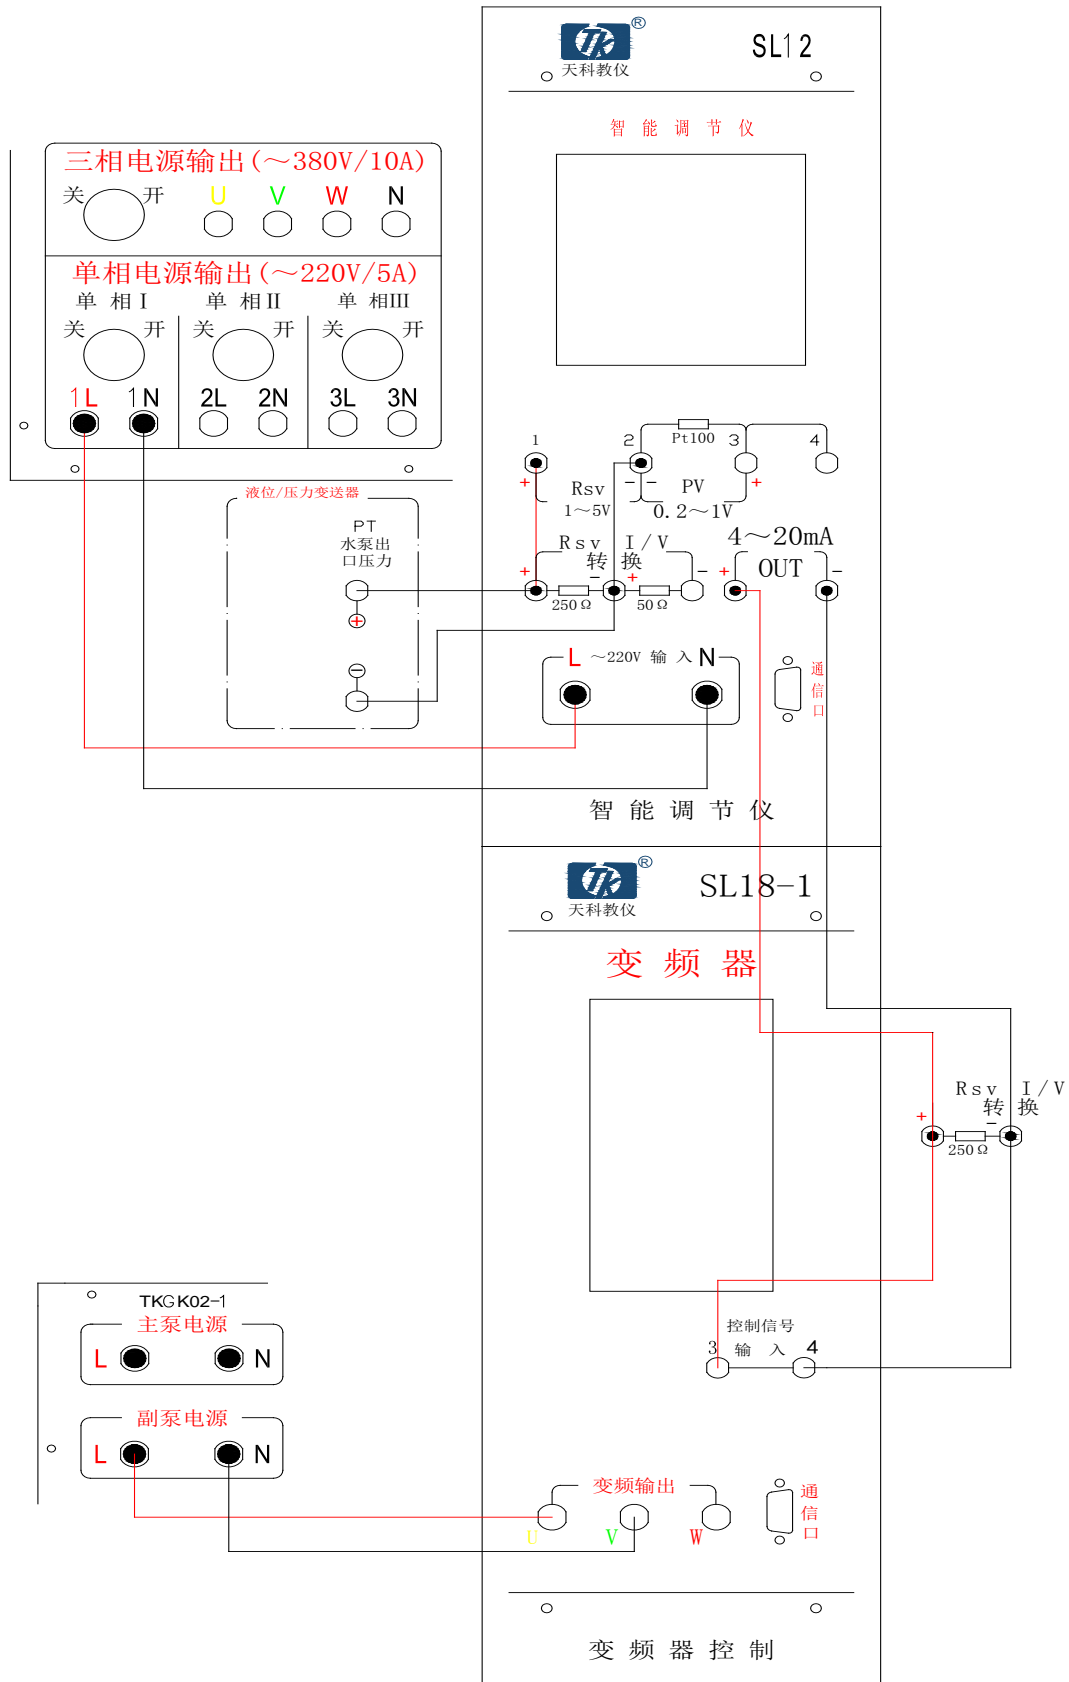 ®
SL12
天科教仪
智能调节仪
三相电源输出(～380V/10A)
关 开 U V W N
单相电源输出(～220V/5A)
单 相 I 单 相 II 单 相III
关 开 关 开 关 开
1L 1N 2L 2N 3L 3N
1 2 Pt100 3 4
+ Rsv - - PV +
1～5V 0.2～1V
液位/压力变送器
PT
水泵出
口压力
+
-
Rsv I/V
转 换
+ - + -
250Ω 50Ω
4～20mA
+ OUT -
L ～220V 输 入 N
通
信
口
智能调节仪
®
SL18-1
天科教仪
变频器
Rsv I/V
转 换
+ -
250Ω
控制信号
3 输 入 4
TKGK02-1
主泵电源
L N
副泵电源
L N
变频输出
U V W
通
信
口
变频器控制